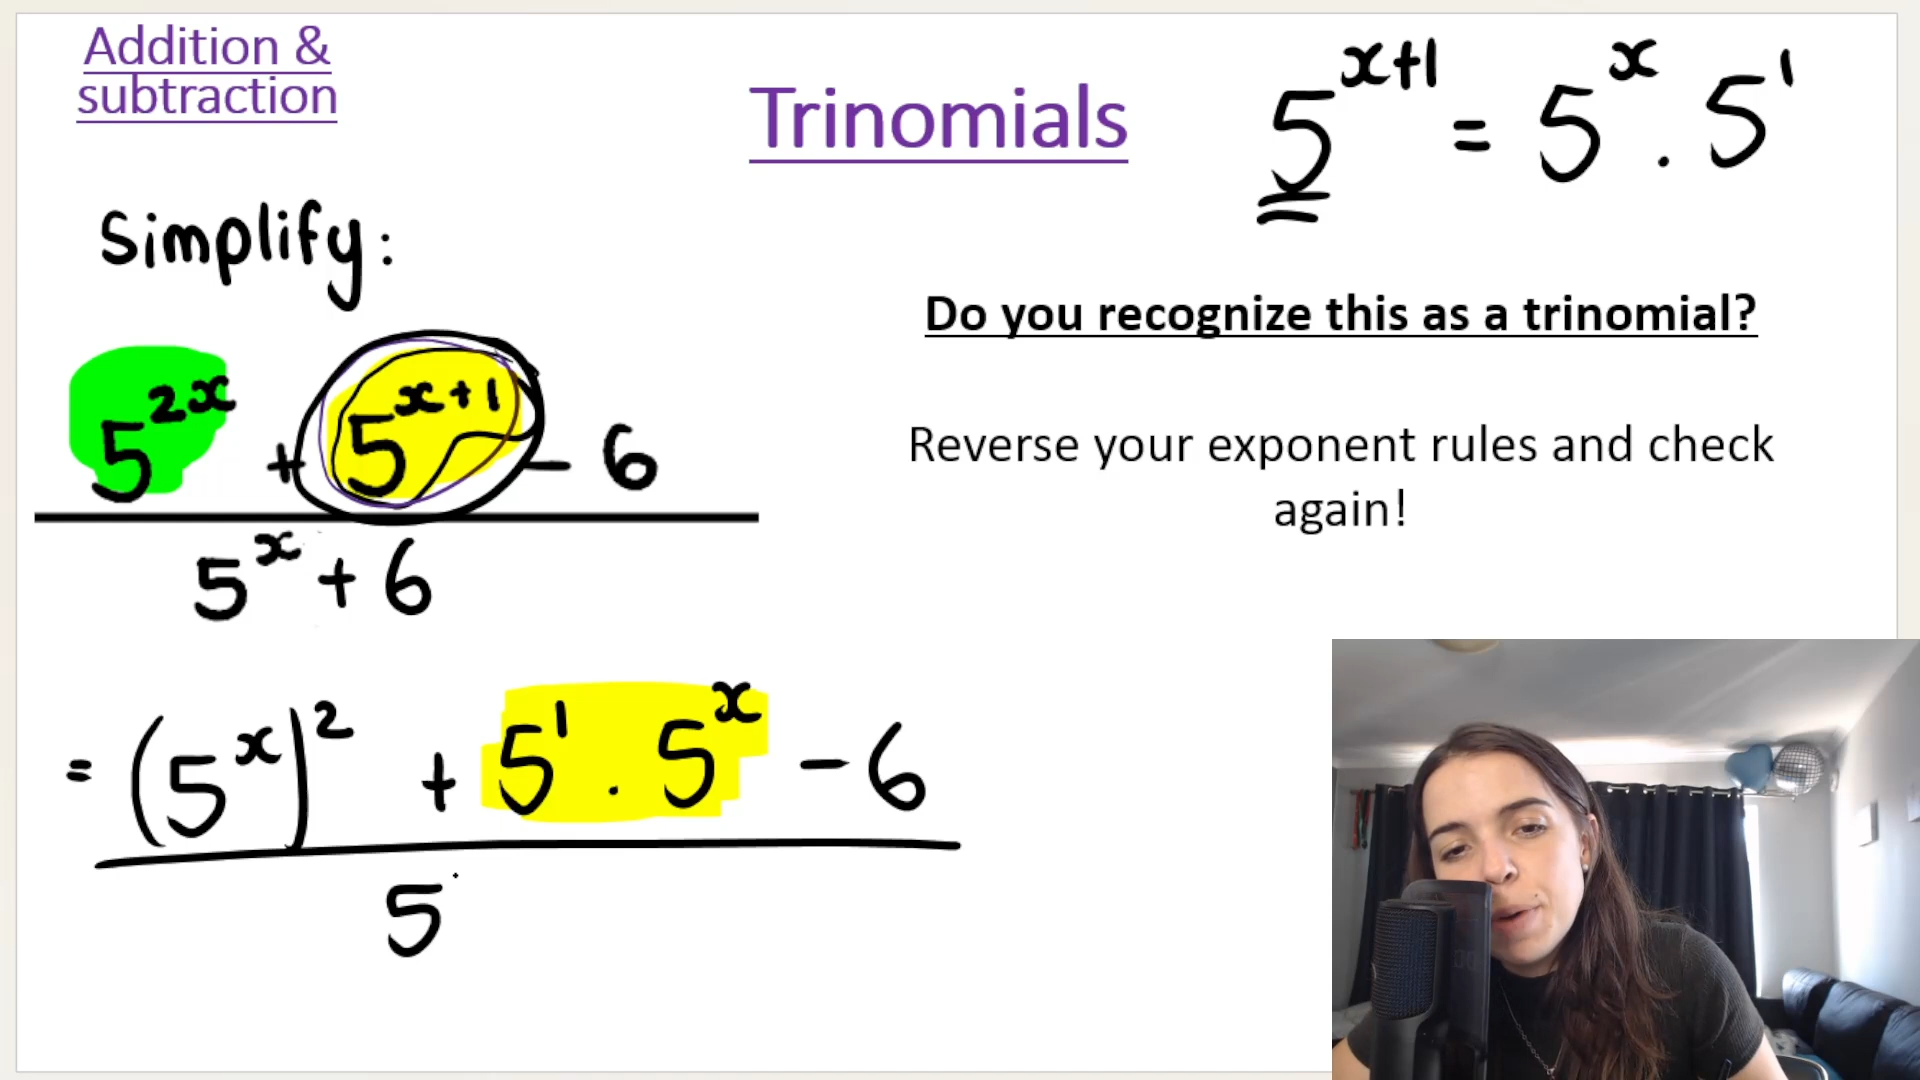 Addition &
subtraction
Trinomials
5^{x+1} = 5^x . 5^1
Simplify:
Do you recognize this as a trinomial?
Reverse your exponent rules and check
again!
5^{2x} + 5^{x+1} - 6
5^x + 6
= (5^x)^2 + 5^1 . 5^x - 6
5